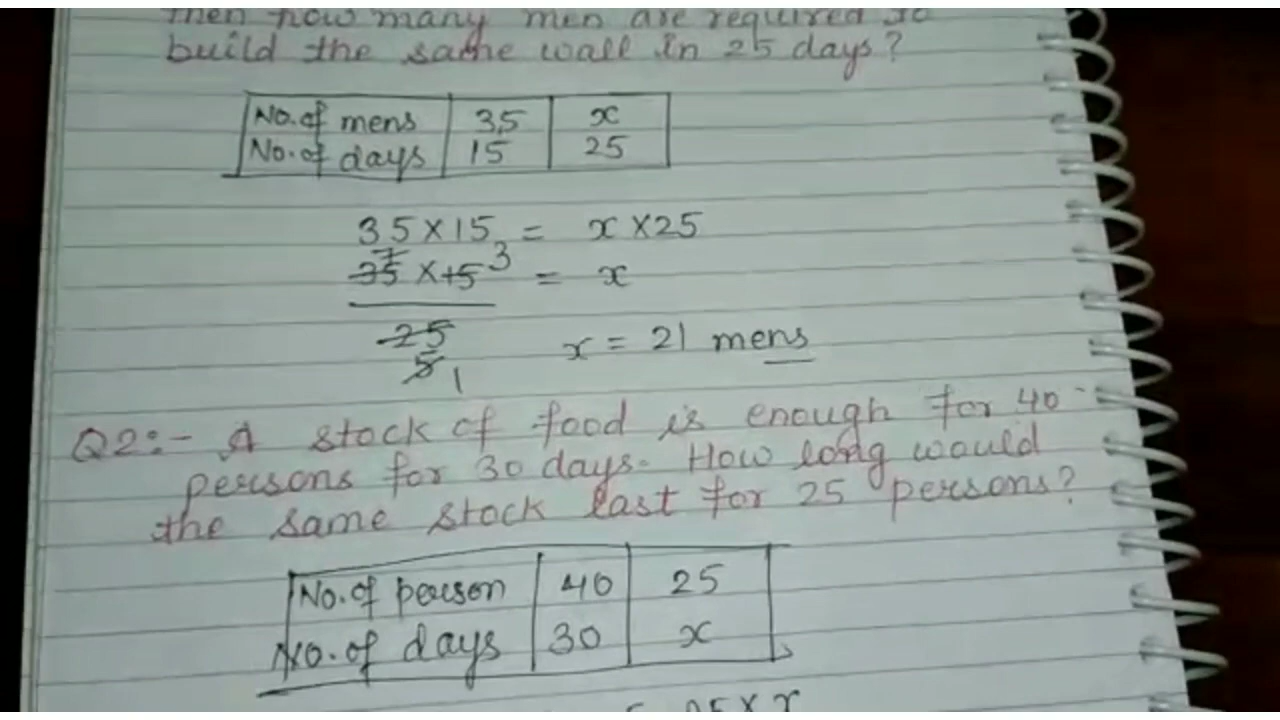 then how many men are required to
build the same wall in 25 days?
No. of mens 35 x
No. of days 15 25
35 × 15 = x × 25
7 3
35 × 15 = x
25
5 1
x = 21 mens
Q2:- A stock of food is enough for 40
persons for 30 days. How long would
the same stock last for 25 persons?
No. of person 40 25
No. of days 30 x
25 × x